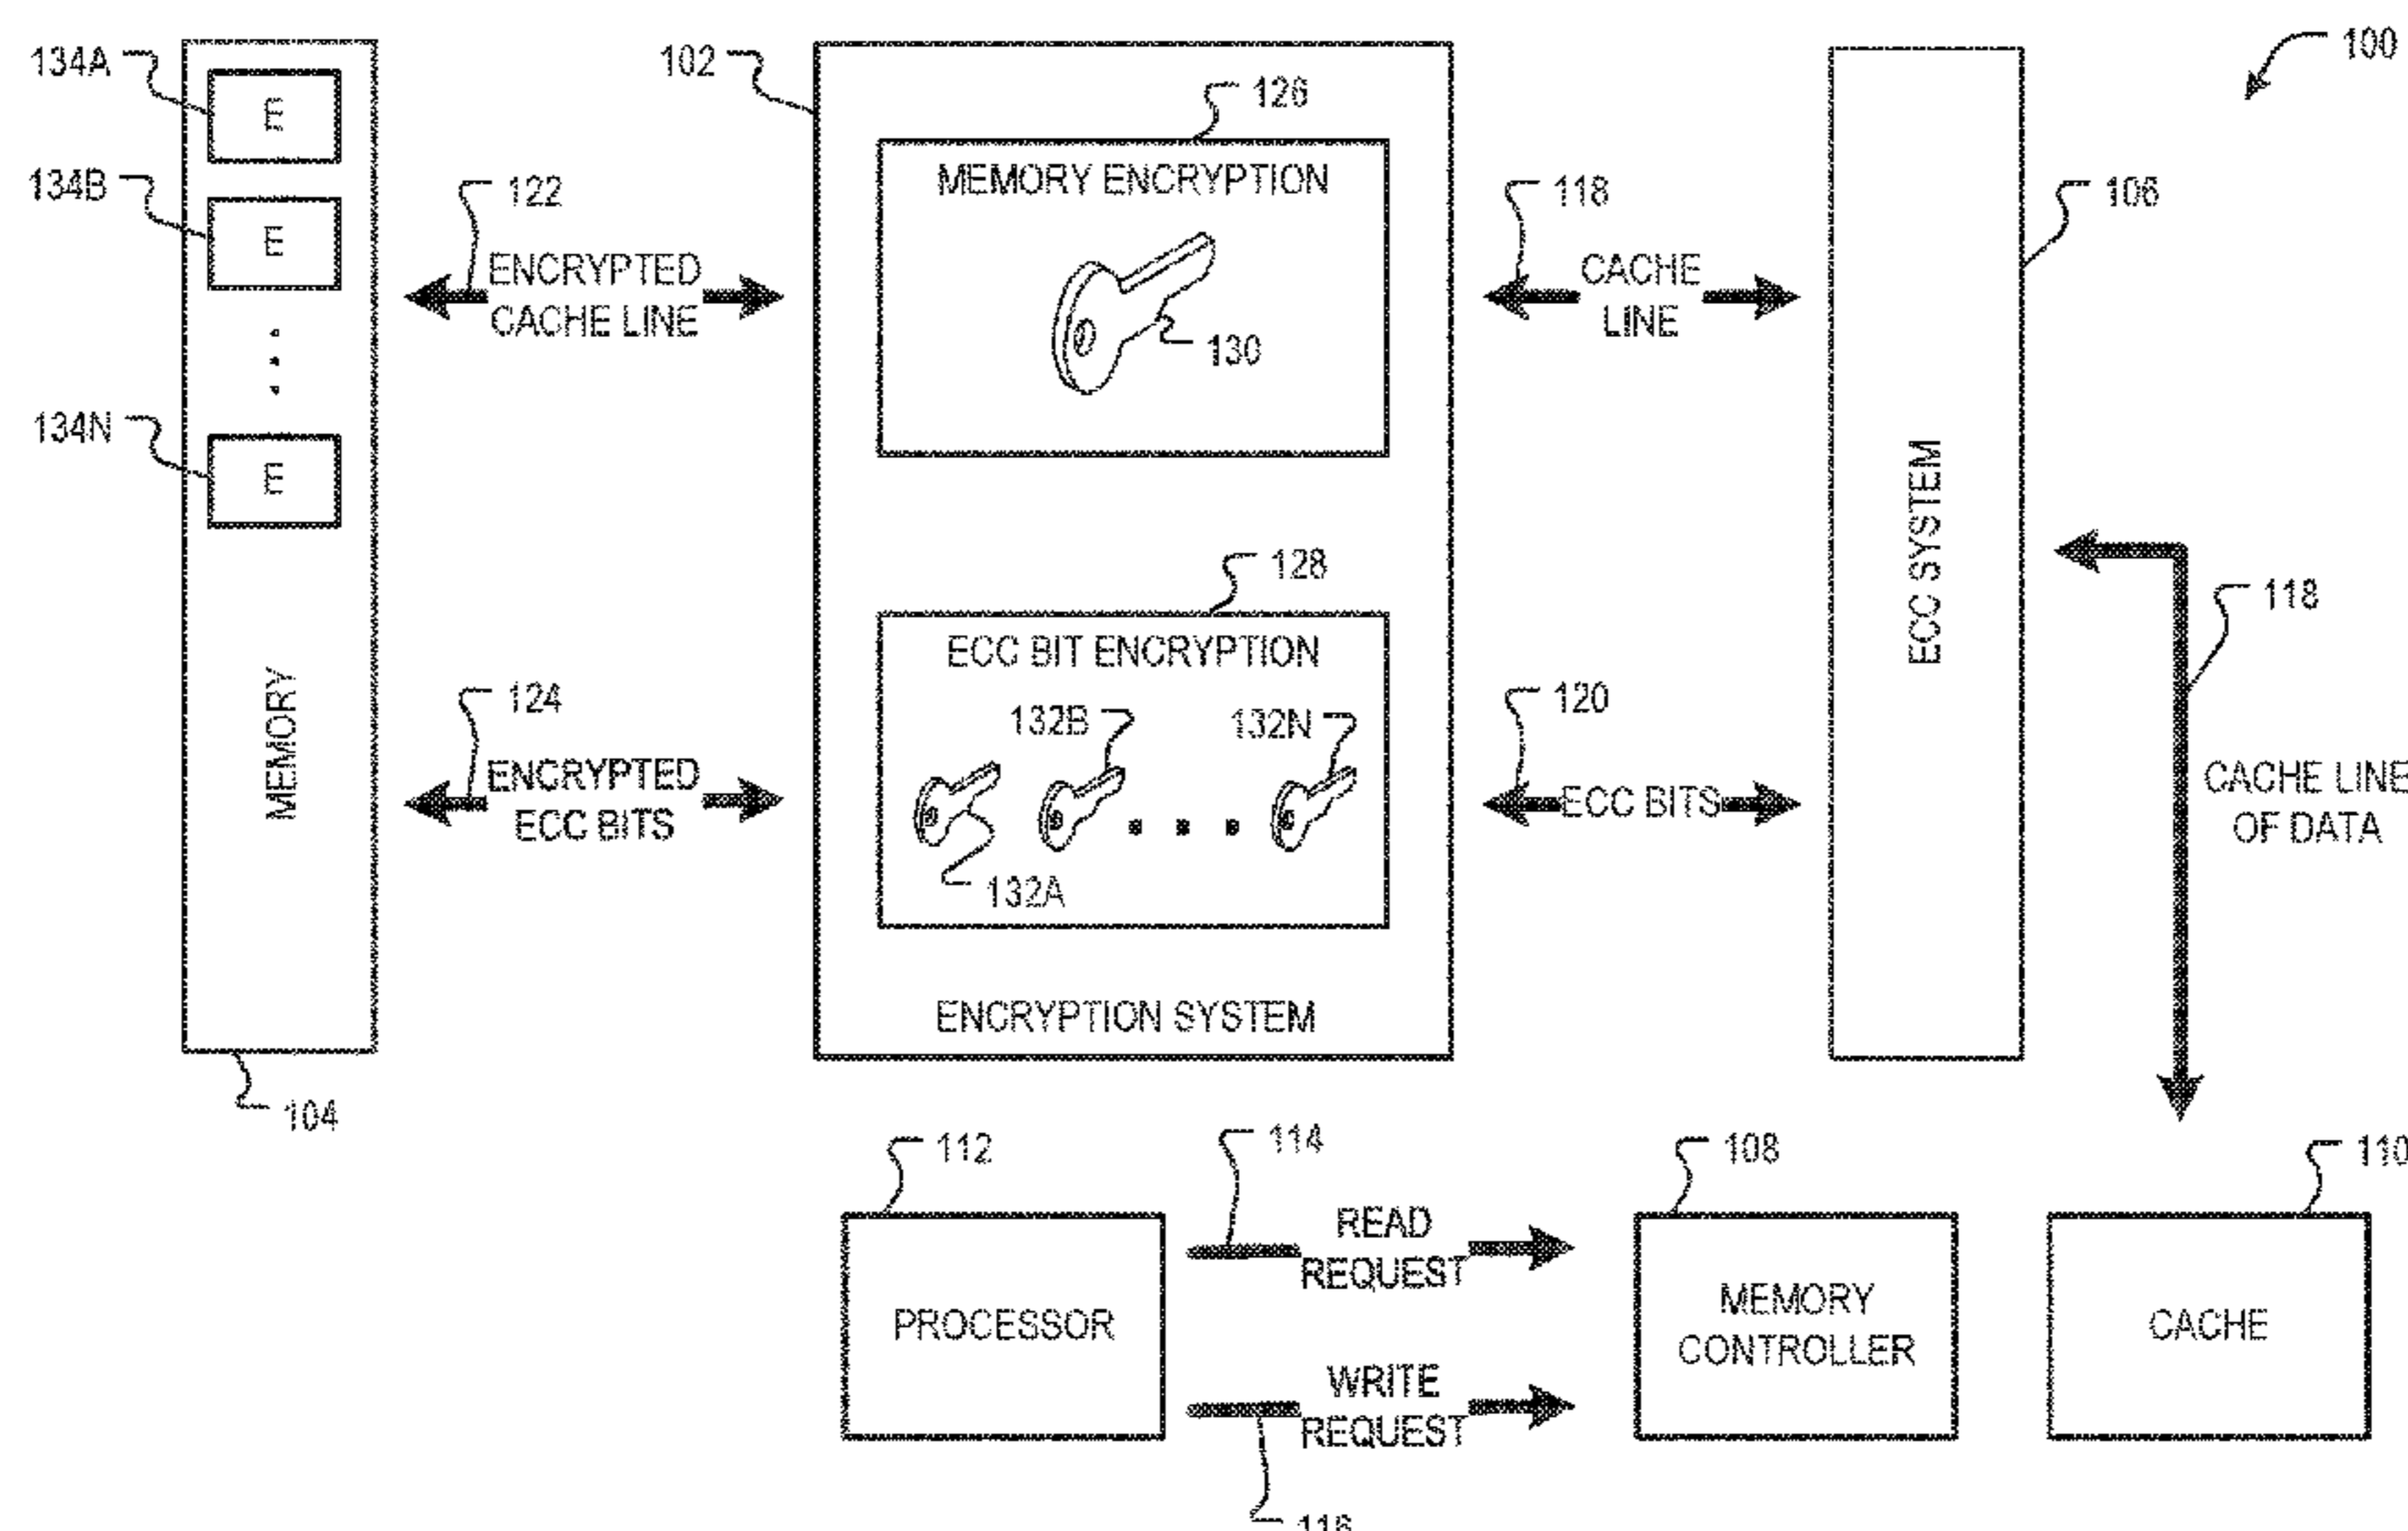 100
134A
E
102
126
134B
E
MEMORY ENCRYPTION
122
118
106
ENCRYPTED
CACHE LINE
CACHE
LINE
130
134N
E
ECC SYSTEM
128
118
ECC BIT ENCRYPTION
MEMORY
124
132B
132N
120
ENCRYPTED
ECC BITS
ECC BITS
CACHE LINE
OF DATA
132A
ENCRYPTION SYSTEM
104
112
114
108
110
READ
REQUEST
PROCESSOR
MEMORY
CONTROLLER
CACHE
WRITE
REQUEST
116